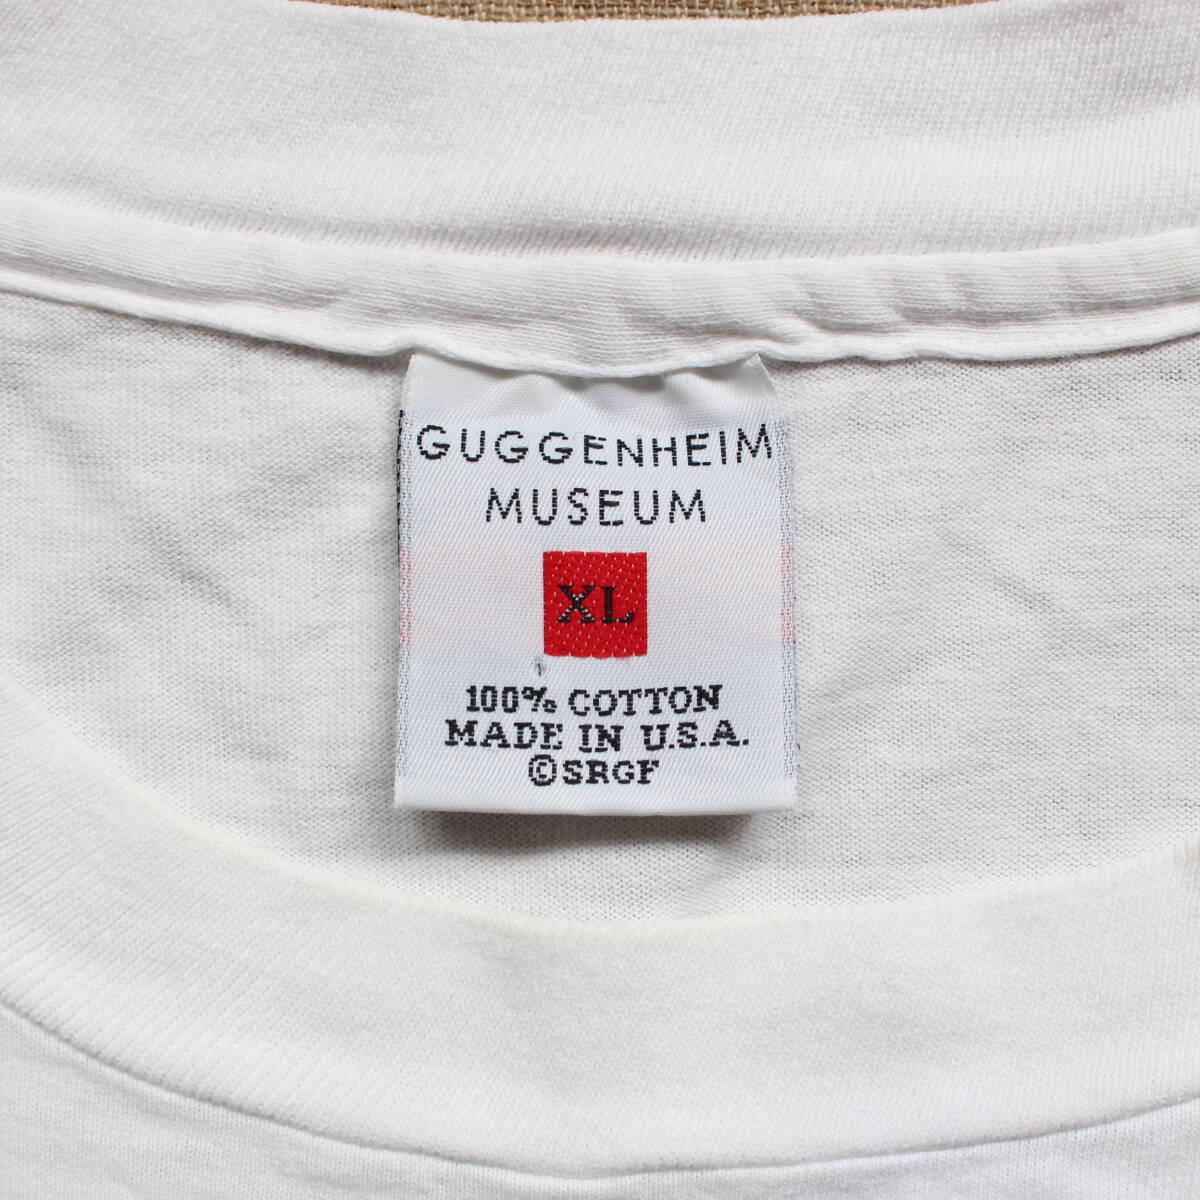 GUGGENHEIM
MUSEUM
XL
100% COTTON
MADE IN U.S.A.
©SRGF